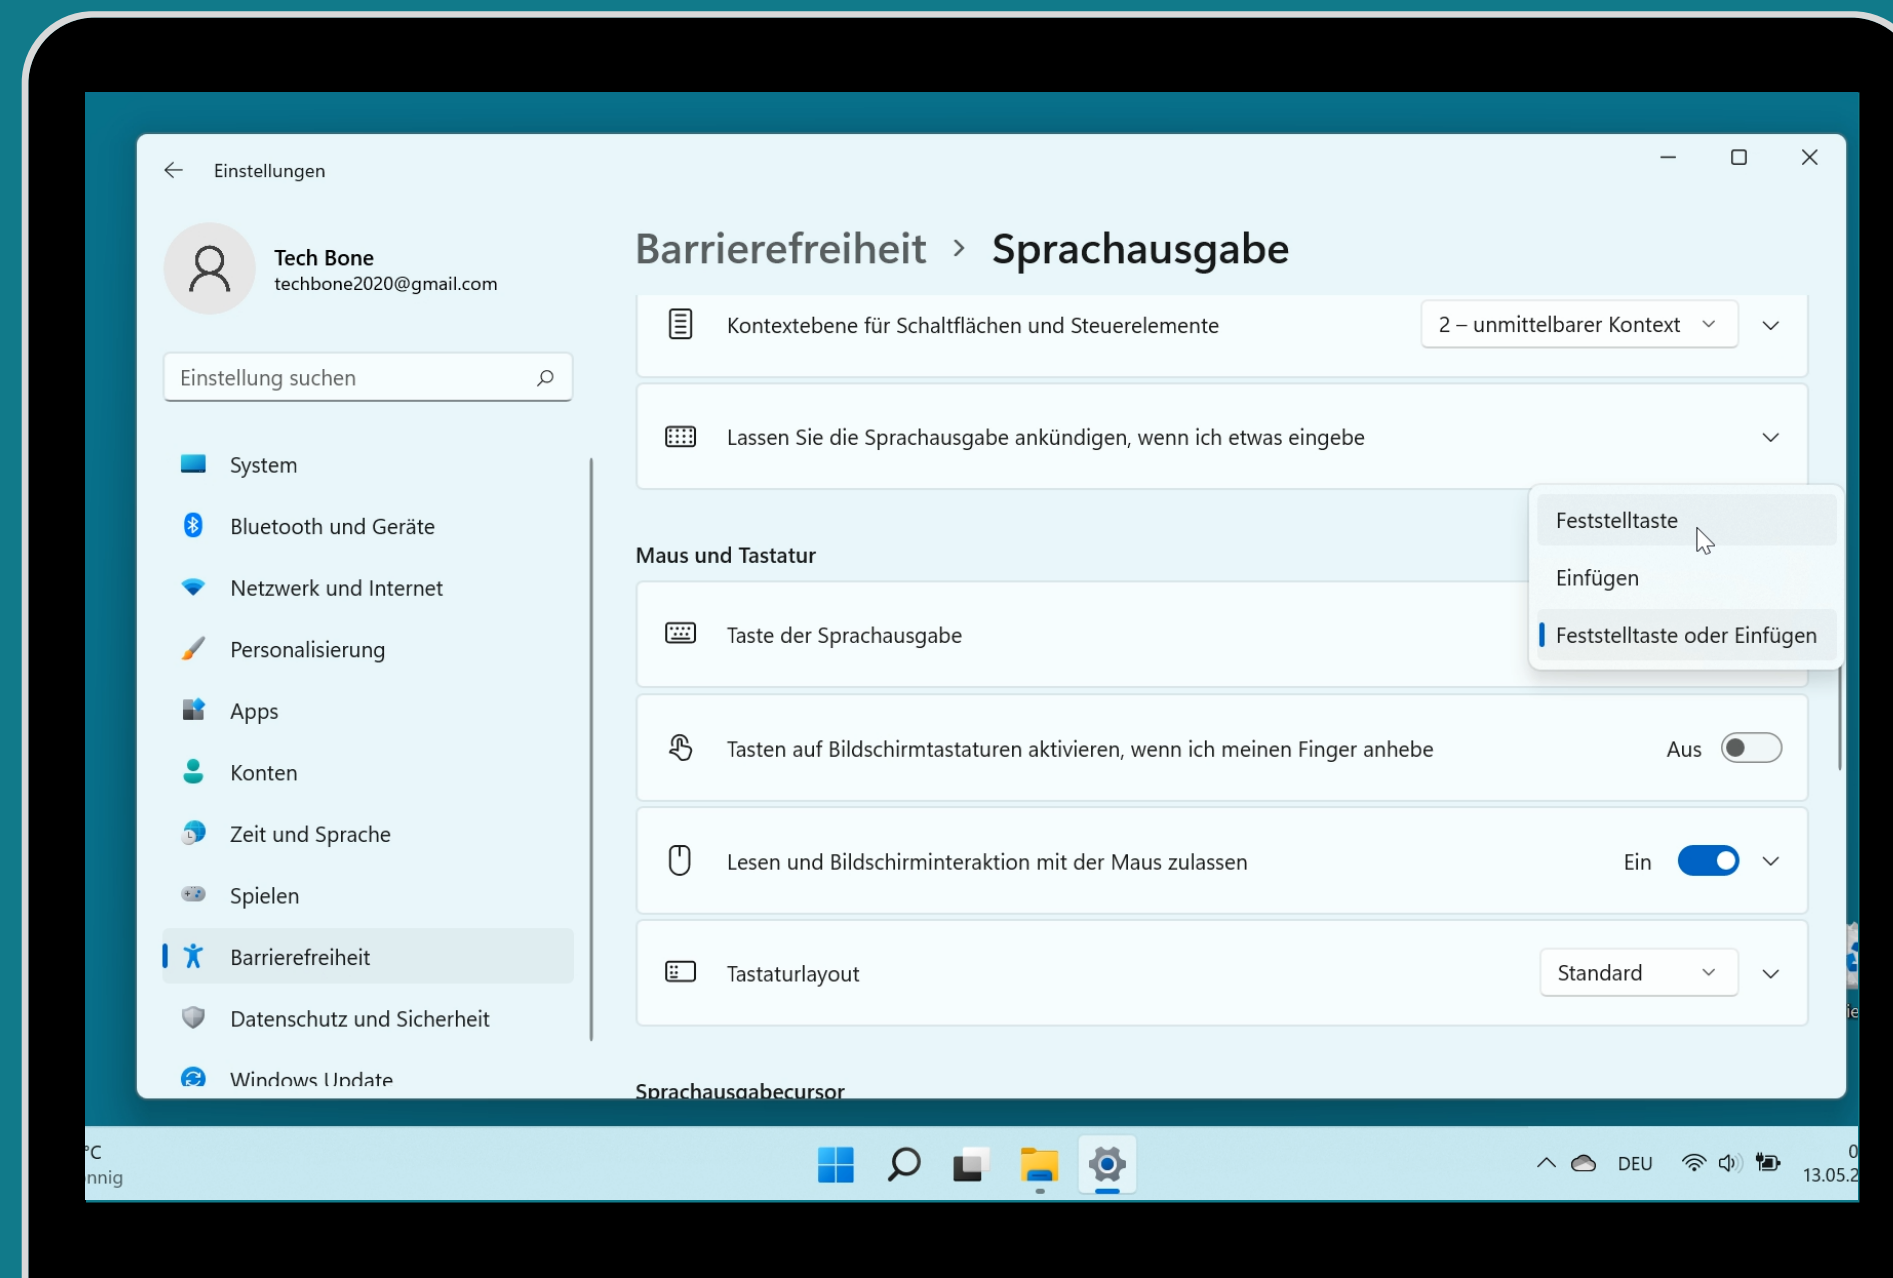 Einstellungen
Tech Bone
techbone2020@gmail.com
Einstellung suchen
System
Bluetooth und Geräte
Netzwerk und Internet
Personalisierung
Apps
Konten
Zeit und Sprache
Spielen
Barrierefreiheit
Datenschutz und Sicherheit
Windows Update
Barrierefreiheit > Sprachausgabe
Kontextebene für Schaltflächen und Steuerelemente 2 – unmittelbarer Kontext
Lassen Sie die Sprachausgabe ankündigen, wenn ich etwas eingebe
Maus und Tastatur
Taste der Sprachausgabe
Feststelltaste
Einfügen
Feststelltaste oder Einfügen
Tasten auf Bildschirmtastaturen aktivieren, wenn ich meinen Finger anhebe Aus
Lesen und Bildschirminteraktion mit der Maus zulassen Ein
Tastaturlayout Standard
Sprachausgabecursor
°C
DEU
13.05.2